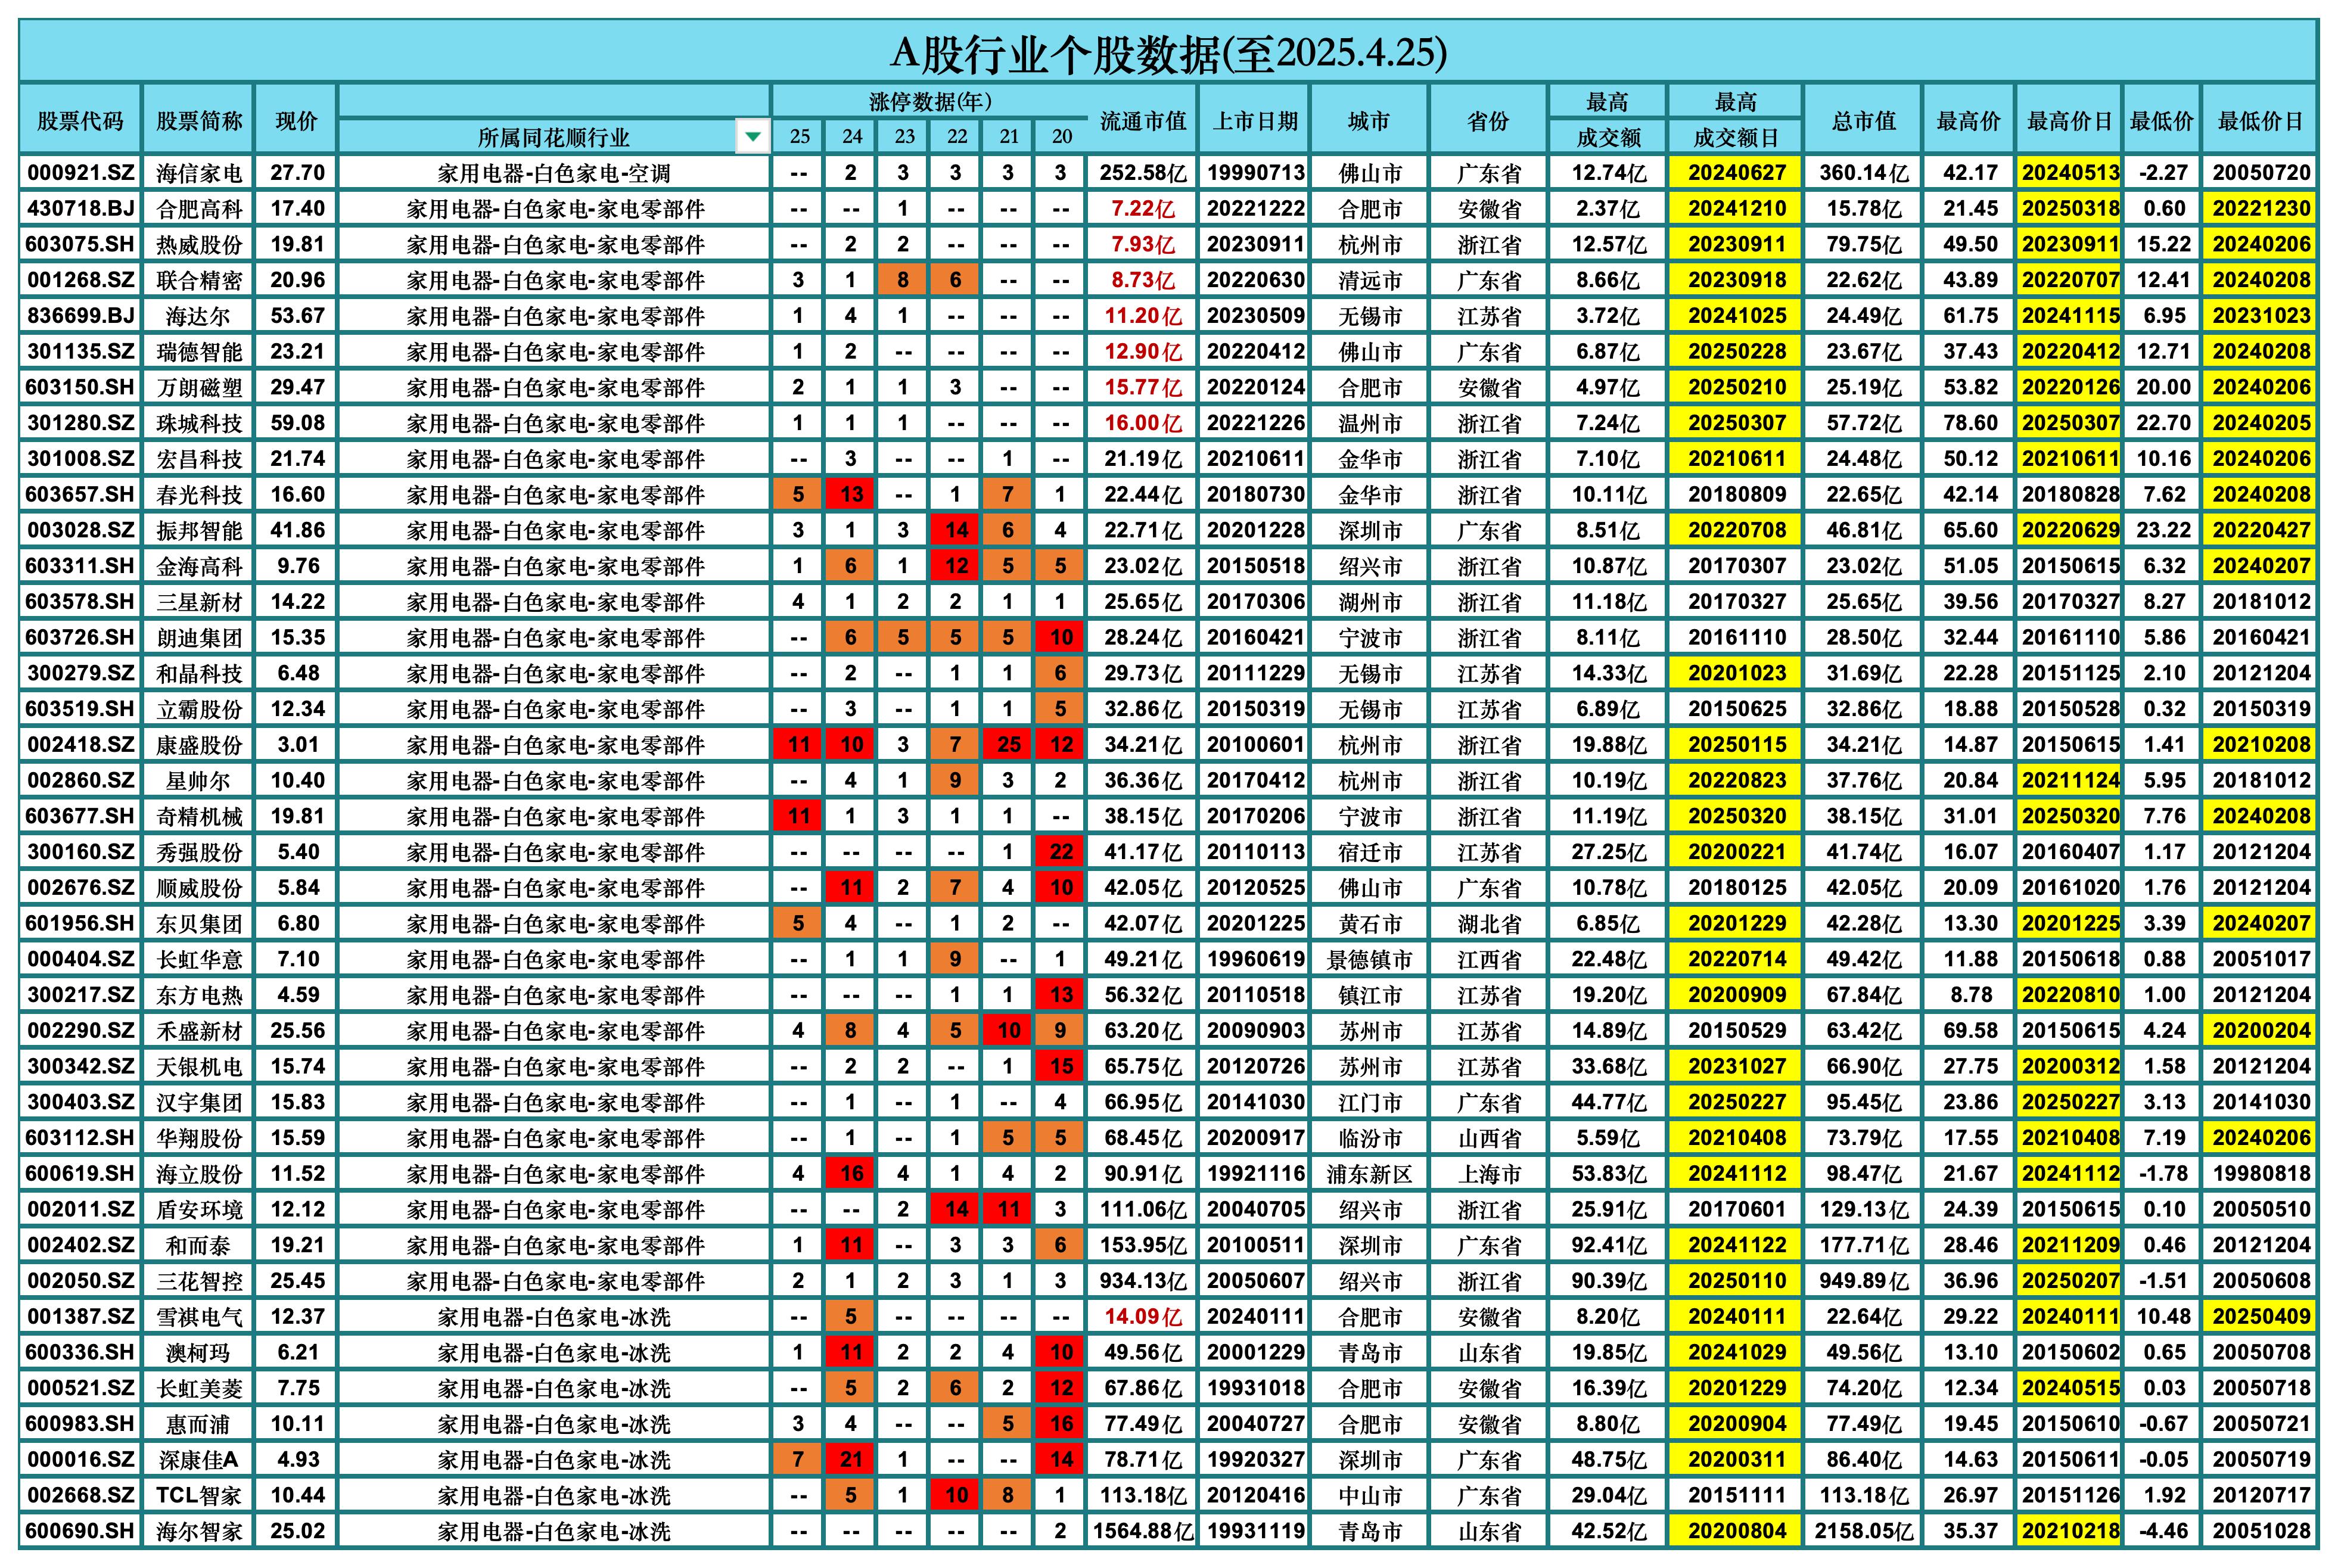 A股行业个股数据(至2025.4.25)
股票代码 股票简称 现价 所属同花顺行业 涨停数据(年) 25 24 23 22 21 20 流通市值 上市日期 城市 省份 最高成交额 最高成交额日 总市值 最高价 最高价日 最低价 最低价日
000921.SZ 海信家电 27.70 家用电器-白色家电-空调 -- 2 3 3 3 3 252.58亿 19990713 佛山市 广东省 12.74亿 20240627 360.14亿 42.17 20240513 -2.27 20050720
430718.BJ 合肥高科 17.40 家用电器-白色家电-家电零部件 -- -- 1 -- -- -- 7.22亿 20221222 合肥市 安徽省 2.37亿 20241210 15.78亿 21.45 20250318 0.60 20221230
603075.SH 热威股份 19.81 家用电器-白色家电-家电零部件 -- 2 2 -- -- -- 7.93亿 20230911 杭州市 浙江省 12.57亿 20230911 79.75亿 49.50 20230911 15.22 20240206
001268.SZ 联合精密 20.96 家用电器-白色家电-家电零部件 3 1 8 6 -- -- 8.73亿 20220630 清远市 广东省 8.66亿 20230918 22.62亿 43.89 20220707 12.41 20240208
836699.BJ 海达尔 53.67 家用电器-白色家电-家电零部件 1 4 1 -- -- -- 11.20亿 20230509 无锡市 江苏省 3.72亿 20241025 24.49亿 61.75 20241115 6.95 20231023
301135.SZ 瑞德智能 23.21 家用电器-白色家电-家电零部件 1 2 -- -- -- -- 12.90亿 20220412 佛山市 广东省 6.87亿 20250228 23.67亿 37.43 20220412 12.71 20240208
603150.SH 万朗磁塑 29.47 家用电器-白色家电-家电零部件 2 1 1 3 -- -- 15.77亿 20220124 合肥市 安徽省 4.97亿 20250210 25.19亿 53.82 20220126 20.00 20240206
301280.SZ 珠城科技 59.08 家用电器-白色家电-家电零部件 1 1 1 -- -- -- 16.00亿 20221226 温州市 浙江省 7.24亿 20250307 57.72亿 78.60 20250307 22.70 20240205
301008.SZ 宏昌科技 21.74 家用电器-白色家电-家电零部件 -- 3 -- -- 1 -- 21.19亿 20210611 金华市 浙江省 7.10亿 20210611 24.48亿 50.12 20210611 10.16 20240206
603657.SH 春光科技 16.60 家用电器-白色家电-家电零部件 5 13 -- 1 7 1 22.44亿 20180730 金华市 浙江省 10.11亿 20180809 22.65亿 42.14 20180828 7.62 20240208
003028.SZ 振邦智能 41.86 家用电器-白色家电-家电零部件 3 1 3 14 6 4 22.71亿 20201228 深圳市 广东省 8.51亿 20220708 46.81亿 65.60 20220629 23.22 20220427
603311.SH 金海高科 9.76 家用电器-白色家电-家电零部件 1 6 1 12 5 5 23.02亿 20150518 绍兴市 浙江省 10.87亿 20170307 23.02亿 51.05 20150615 6.32 20240207
603578.SH 三星新材 14.22 家用电器-白色家电-家电零部件 4 1 2 2 1 1 25.65亿 20170306 湖州市 浙江省 11.18亿 20170327 25.65亿 39.56 20170327 8.27 20181012
603726.SH 朗迪集团 15.35 家用电器-白色家电-家电零部件 -- 6 5 5 5 10 28.24亿 20160421 宁波市 浙江省 8.11亿 20161110 28.50亿 32.44 20161110 5.86 20160421
300279.SZ 和晶科技 6.48 家用电器-白色家电-家电零部件 -- 2 -- 1 1 6 29.73亿 20111229 无锡市 江苏省 14.33亿 20201023 31.69亿 22.28 20151125 2.10 20121204
603519.SH 立霸股份 12.34 家用电器-白色家电-家电零部件 -- 3 -- 1 1 5 32.86亿 20150319 无锡市 江苏省 6.89亿 20150625 32.86亿 18.88 20150528 0.32 20150319
002418.SZ 康盛股份 3.01 家用电器-白色家电-家电零部件 11 10 3 7 25 12 34.21亿 20100601 杭州市 浙江省 19.88亿 20250115 34.21亿 14.87 20150615 1.41 20210208
002860.SZ 星帅尔 10.40 家用电器-白色家电-家电零部件 -- 4 1 9 3 2 36.36亿 20170412 杭州市 浙江省 10.19亿 20220823 37.76亿 20.84 20211124 5.95 20181012
603677.SH 奇精机械 19.81 家用电器-白色家电-家电零部件 11 1 3 1 1 -- 38.15亿 20170206 宁波市 浙江省 11.19亿 20250320 38.15亿 31.01 20250320 7.76 20240208
300160.SZ 秀强股份 5.40 家用电器-白色家电-家电零部件 -- -- -- -- 1 22 41.17亿 20110113 宿迁市 江苏省 27.25亿 20200221 41.74亿 16.07 20160407 1.17 20121204
002676.SZ 顺威股份 5.84 家用电器-白色家电-家电零部件 -- 11 2 7 4 10 42.05亿 20120525 佛山市 广东省 10.78亿 20180125 42.05亿 20.09 20161020 1.76 20121204
601956.SH 东贝集团 6.80 家用电器-白色家电-家电零部件 5 4 -- 1 2 -- 42.07亿 20201225 黄石市 湖北省 6.85亿 20201229 42.28亿 13.30 20201225 3.39 20240207
000404.SZ 长虹华意 7.10 家用电器-白色家电-家电零部件 -- 1 1 9 -- 1 49.21亿 19960619 景德镇市 江西省 22.48亿 20220714 49.42亿 11.88 20150618 0.88 20051017
300217.SZ 东方电热 4.59 家用电器-白色家电-家电零部件 -- -- -- 1 1 13 56.32亿 20110518 镇江市 江苏省 19.20亿 20200909 67.84亿 8.78 20220810 1.00 20121204
002290.SZ 禾盛新材 25.56 家用电器-白色家电-家电零部件 4 8 4 5 10 9 63.20亿 20090903 苏州市 江苏省 14.89亿 20150529 63.42亿 69.58 20150615 4.24 20200204
300342.SZ 天银机电 15.74 家用电器-白色家电-家电零部件 -- 2 2 -- 1 15 65.75亿 20120726 苏州市 江苏省 33.68亿 20231027 66.90亿 27.75 20200312 1.58 20121204
300403.SZ 汉宇集团 15.83 家用电器-白色家电-家电零部件 -- 1 -- 1 -- 4 66.95亿 20141030 江门市 广东省 44.77亿 20250227 95.45亿 23.86 20250227 3.13 20141030
603112.SH 华翔股份 15.59 家用电器-白色家电-家电零部件 -- 1 -- 1 5 5 68.45亿 20200917 临汾市 山西省 5.59亿 20210408 73.79亿 17.55 20210408 7.19 20240206
600619.SH 海立股份 11.52 家用电器-白色家电-家电零部件 4 16 4 1 4 2 90.91亿 19921116 浦东新区 上海市 53.83亿 20241112 98.47亿 21.67 20241112 -1.78 19980818
002011.SZ 盾安环境 12.12 家用电器-白色家电-家电零部件 -- -- 2 14 11 3 111.06亿 20040705 绍兴市 浙江省 25.91亿 20170601 129.13亿 24.39 20150615 0.10 20050510
002402.SZ 和而泰 19.21 家用电器-白色家电-家电零部件 1 11 -- 3 3 6 153.95亿 20100511 深圳市 广东省 92.41亿 20241122 177.71亿 28.46 20211209 0.46 20121204
002050.SZ 三花智控 25.45 家用电器-白色家电-家电零部件 2 1 2 3 1 3 934.13亿 20050607 绍兴市 浙江省 90.39亿 20250110 949.89亿 36.96 20250207 -1.51 20050608
001387.SZ 雪祺电气 12.37 家用电器-白色家电-冰洗 -- 5 -- -- -- -- 14.09亿 20240111 合肥市 安徽省 8.20亿 20240111 22.64亿 29.22 20240111 10.48 20250409
600336.SH 澳柯玛 6.21 家用电器-白色家电-冰洗 1 11 2 2 4 10 49.56亿 20001229 青岛市 山东省 19.85亿 20241029 49.56亿 13.10 20150602 0.65 20050708
000521.SZ 长虹美菱 7.75 家用电器-白色家电-冰洗 -- 5 2 6 2 12 67.86亿 19931018 合肥市 安徽省 16.39亿 20201229 74.20亿 12.34 20240515 0.03 20050718
600983.SH 惠而浦 10.11 家用电器-白色家电-冰洗 3 4 -- -- 5 16 77.49亿 20040727 合肥市 安徽省 8.80亿 20200904 77.49亿 19.45 20150610 -0.67 20050721
000016.SZ 深康佳A 4.93 家用电器-白色家电-冰洗 7 21 1 -- -- 14 78.71亿 19920327 深圳市 广东省 48.75亿 20200311 86.40亿 14.63 20150611 -0.05 20050719
002668.SZ TCL智家 10.44 家用电器-白色家电-冰洗 -- 5 1 10 8 1 113.18亿 20120416 中山市 广东省 29.04亿 20151111 113.18亿 26.97 20151126 1.92 20120717
600690.SH 海尔智家 25.02 家用电器-白色家电-冰洗 -- -- -- -- -- 2 1564.88亿 19931119 青岛市 山东省 42.52亿 20200804 2158.05亿 35.37 20210218 -4.46 20051028